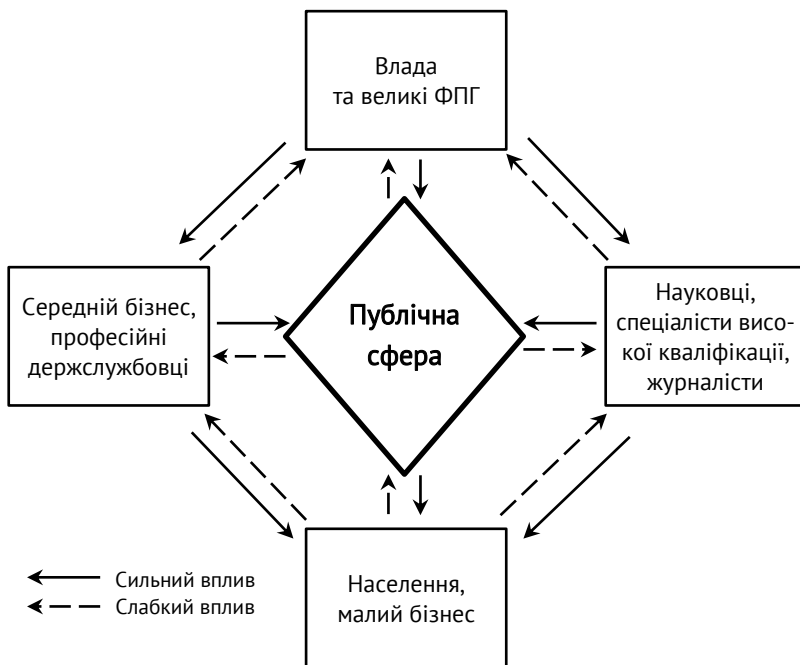 Влада
та великі ФПГ
Середній бізнес,
професійні
держслужбовці
Публічна
сфера
Науковці,
спеціалісти висо-
кої кваліфікації,
журналісти
Населення,
малий бізнес
Сильний вплив
Слабкий вплив